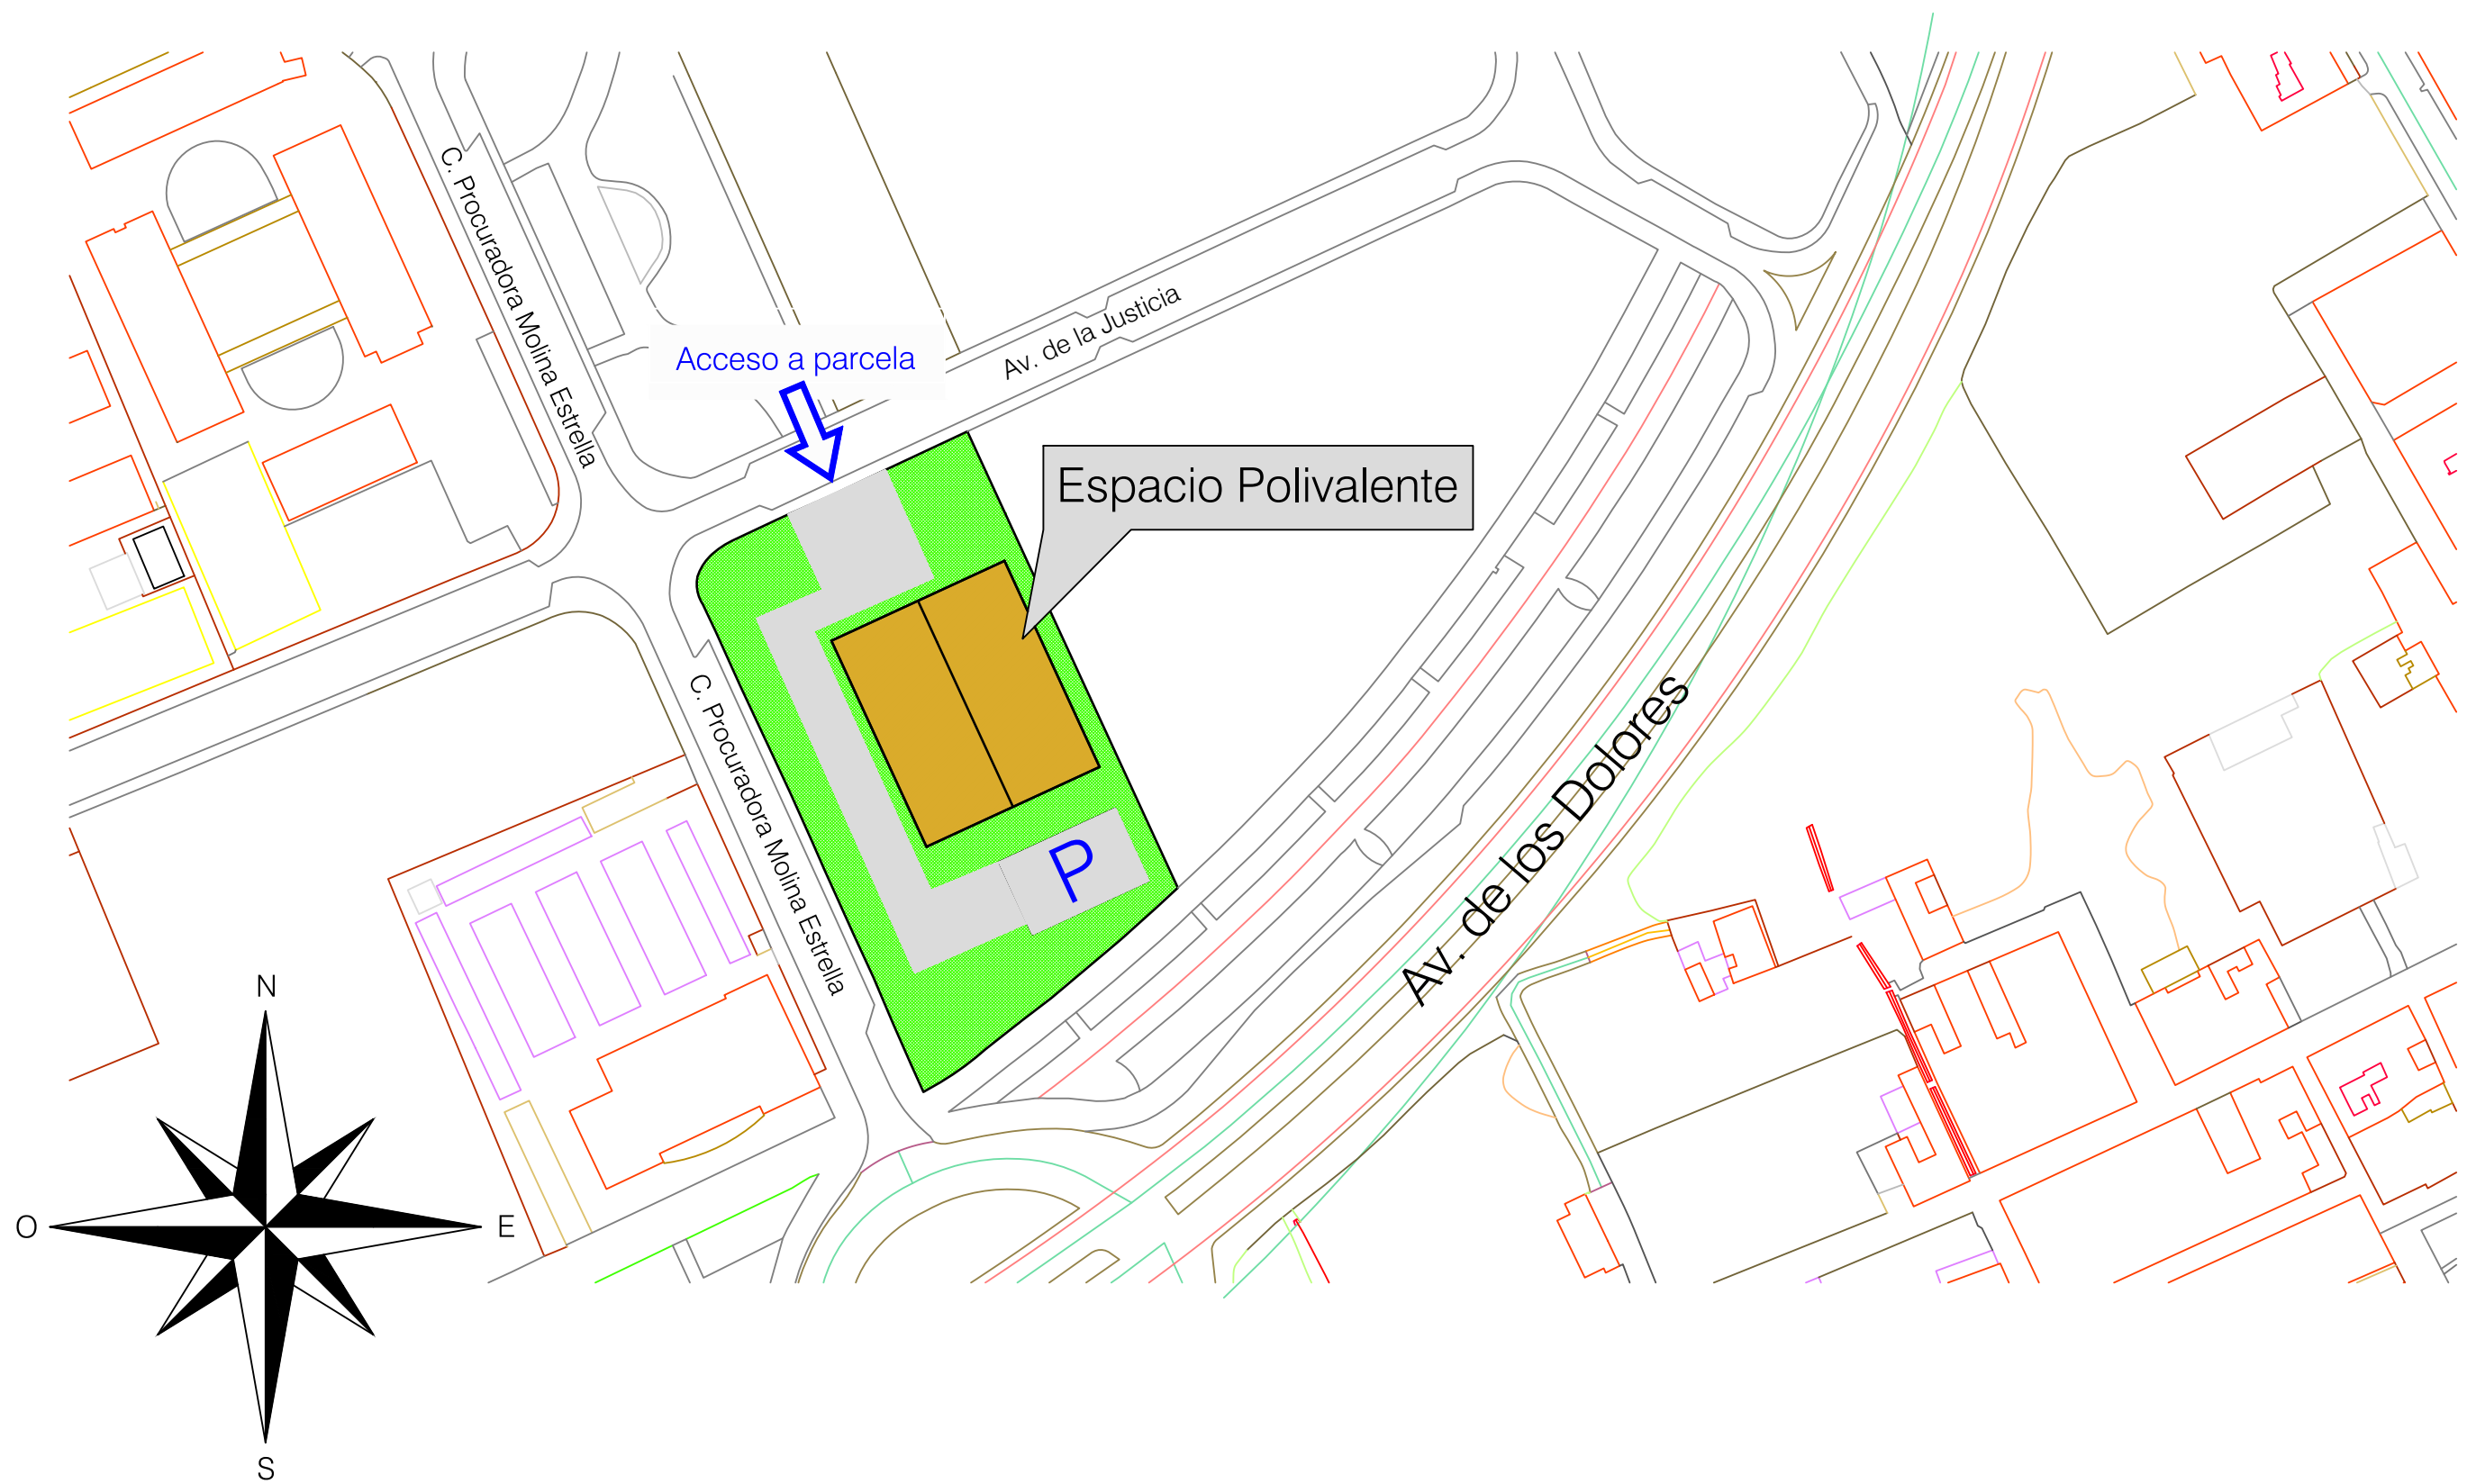 C. Procuradora Molina Estrella
Av. de la Justicia
Acceso a parcela
Espacio Polivalente
C. Procuradora Molina Estrella
Av. de los Dolores
P
N
O
E
S